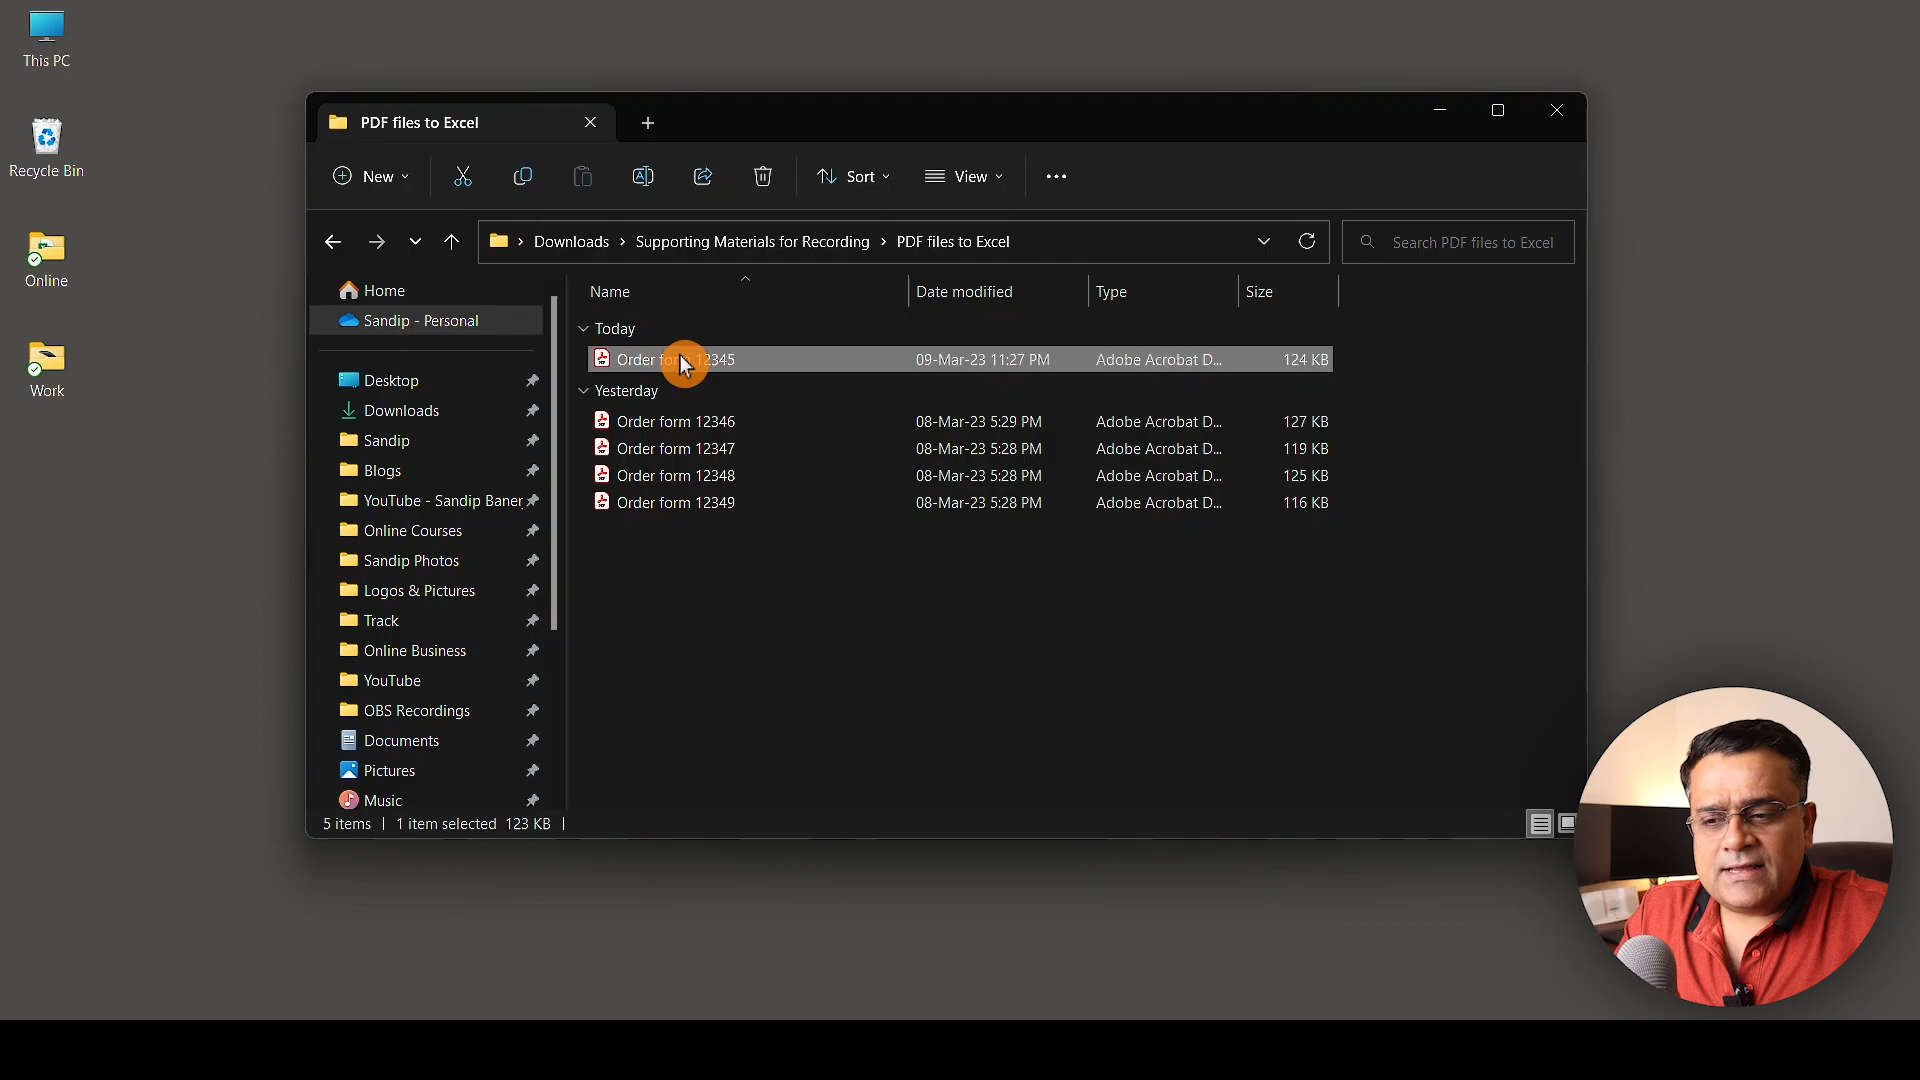 This PC
Recycle Bin
Online
Work
PDF files to Excel
New
Sort
View
Downloads > Supporting Materials for Recording > PDF files to Excel
Search PDF files to Excel
Home
Sandip - Personal
Desktop
Downloads
Sandip
Blogs
YouTube - Sandip Baner
Online Courses
Sandip Photos
Logos & Pictures
Track
Online Business
YouTube
OBS Recordings
Documents
Pictures
Music
Name Date modified Type Size
Today
Order form 12345 09-Mar-23 11:27 PM Adobe Acrobat D... 124 KB
Yesterday
Order form 12346 08-Mar-23 5:29 PM Adobe Acrobat D... 127 KB
Order form 12347 08-Mar-23 5:28 PM Adobe Acrobat D... 119 KB
Order form 12348 08-Mar-23 5:28 PM Adobe Acrobat D... 125 KB
Order form 12349 08-Mar-23 5:28 PM Adobe Acrobat D... 116 KB
5 items | 1 item selected 123 KB |